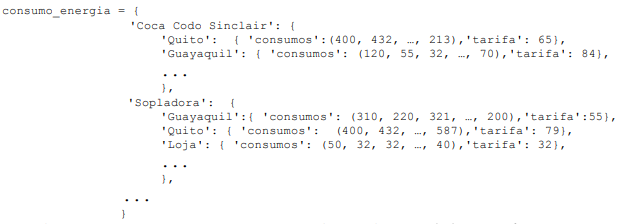 consumo_energia = {
'Coca Codo Sinclair': {
'Quito': { 'consumos':(400, 432, …, 213),'tarifa': 65},
'Guayaquil': { 'consumos': (120, 55, 32, …, 70),'tarifa': 84},
...
},
'Sopladora': {
'Guayaquil':{ 'consumos': (310, 220, 321, …, 200),'tarifa':55},
'Quito': { 'consumos': (400, 432, …, 587),'tarifa': 79},
'Loja': { 'consumos': (50, 32, 32, …, 40),'tarifa': 32},
...
},
...
}